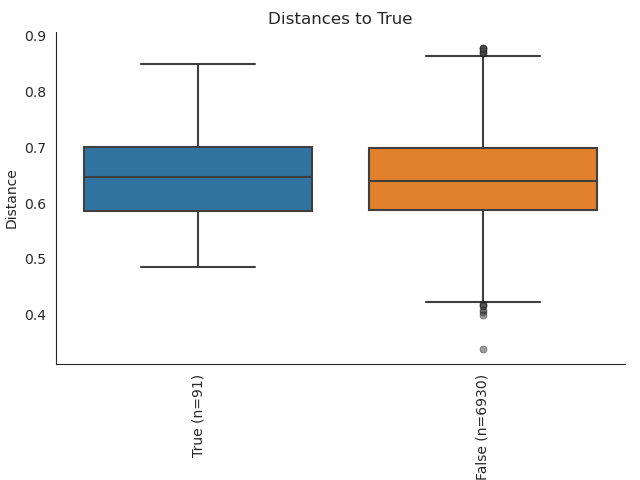 Distances to True
0.9
0.8
0.7
0.6
0.5
0.4
Distance
True (n=91)
False (n=6930)